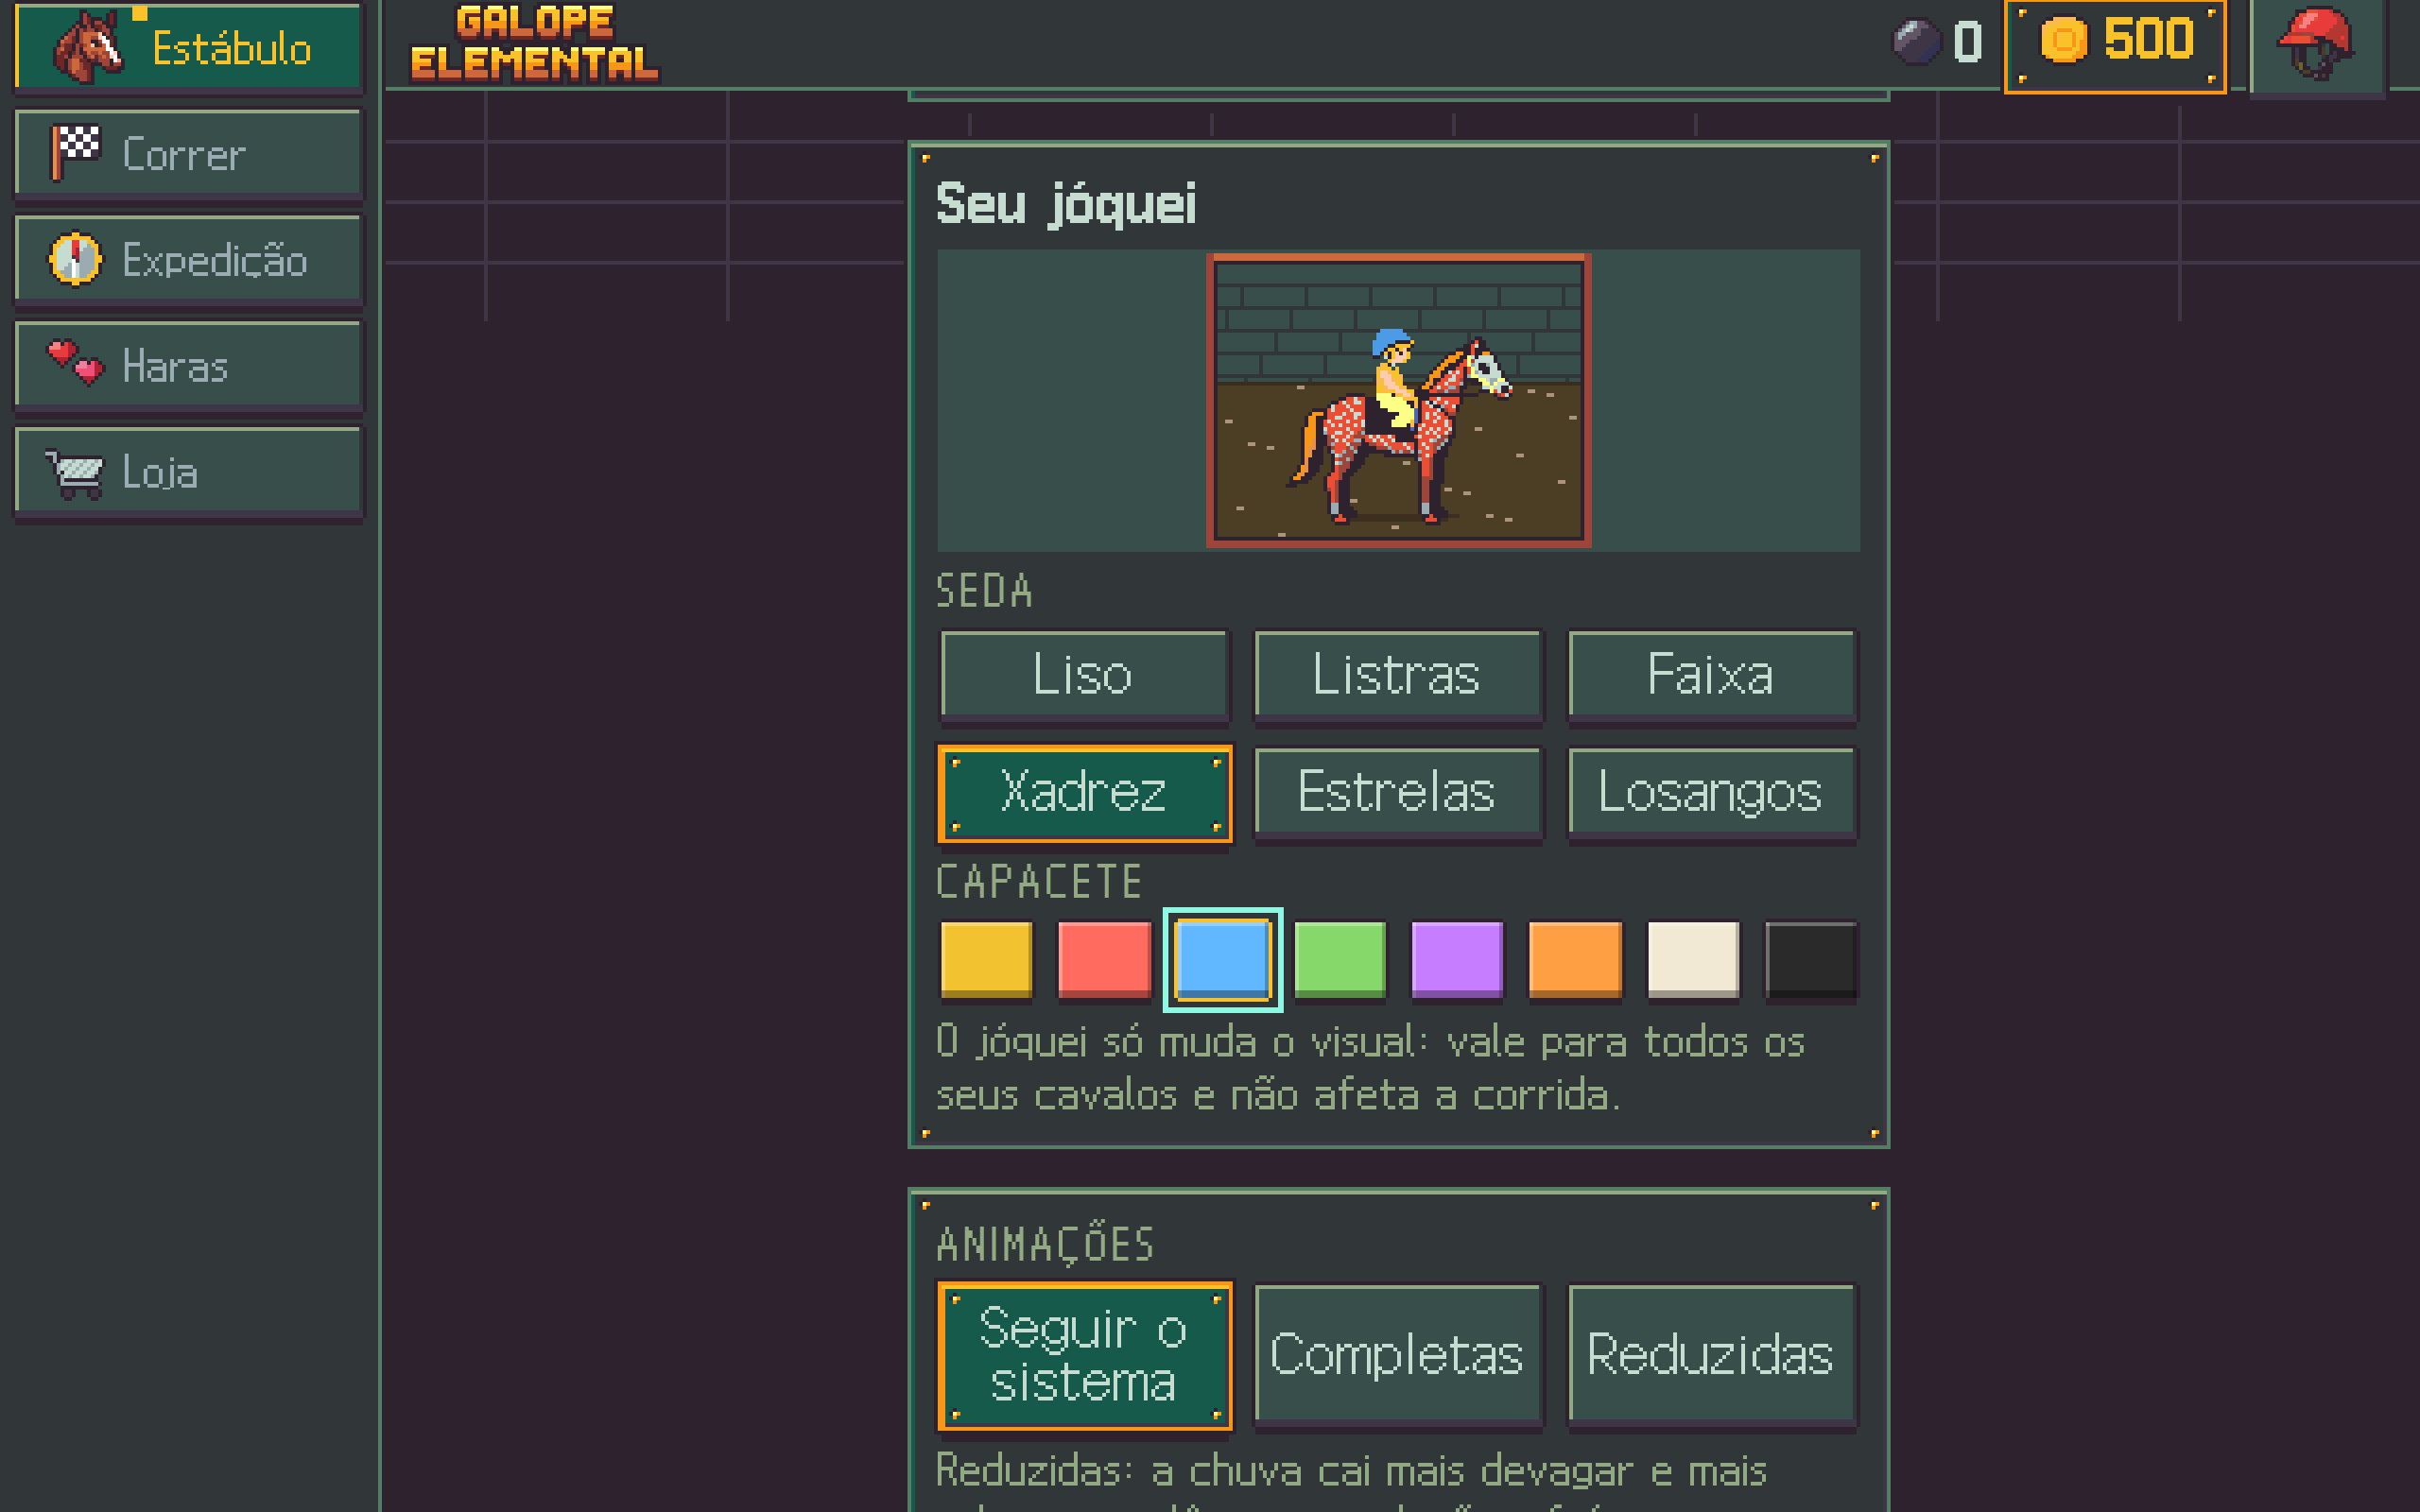 Estábulo
GALOPE
ELEMENTAL
0
500
Correr
Expedição
Haras
Loja
Seu jóquei
SEDA
Liso
Listras
Faixa
Xadrez
Estrelas
Losangos
CAPACETE
O jóquei só muda o visual: vale para todos os
seus cavalos e não afeta a corrida.
ANIMAÇÕES
Seguir o
sistema
Completas
Reduzidas
Reduzidas: a chuva cai mais devagar e mais